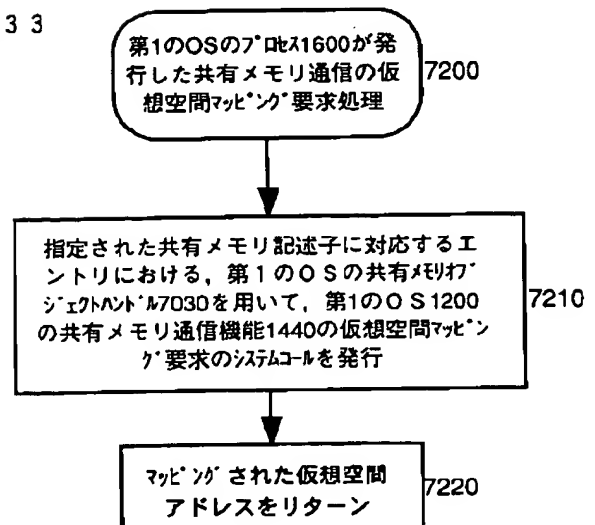 33
第1のOSのﾌﾟﾛｾｽ1600が発
行した共有メモリ通信の仮
想空間ﾏｯﾋﾟﾝｸﾞ要求処理
7200
指定された共有メモリ記述子に対応するエ
ントリにおける，第1のＯＳの共有ﾒﾓﾘｵﾌﾞ
ｼﾞｪｸﾄﾊﾝﾄﾞﾙ7030を用いて，第1のＯＳ1200
の共有メモリ通信機能1440の仮想空間ﾏｯﾋﾟﾝ
ｸﾞ要求のｼｽﾃﾑｺｰﾙを発行
7210
ﾏｯﾋﾟﾝｸﾞされた仮想空間
アドレスをリターン
7220